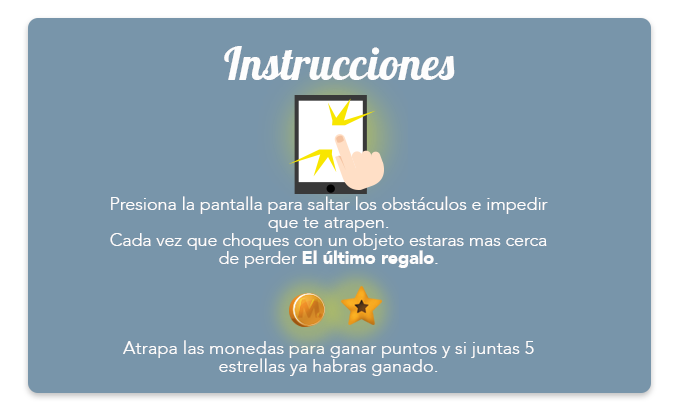 Instrucciones
Presiona la pantalla para saltar los obstáculos e impedir
que te atrapen.
Cada vez que choques con un objeto estaras mas cerca
de perder El último regalo.
M
Atrapa las monedas para ganar puntos y si juntas 5
estrellas ya habras ganado.